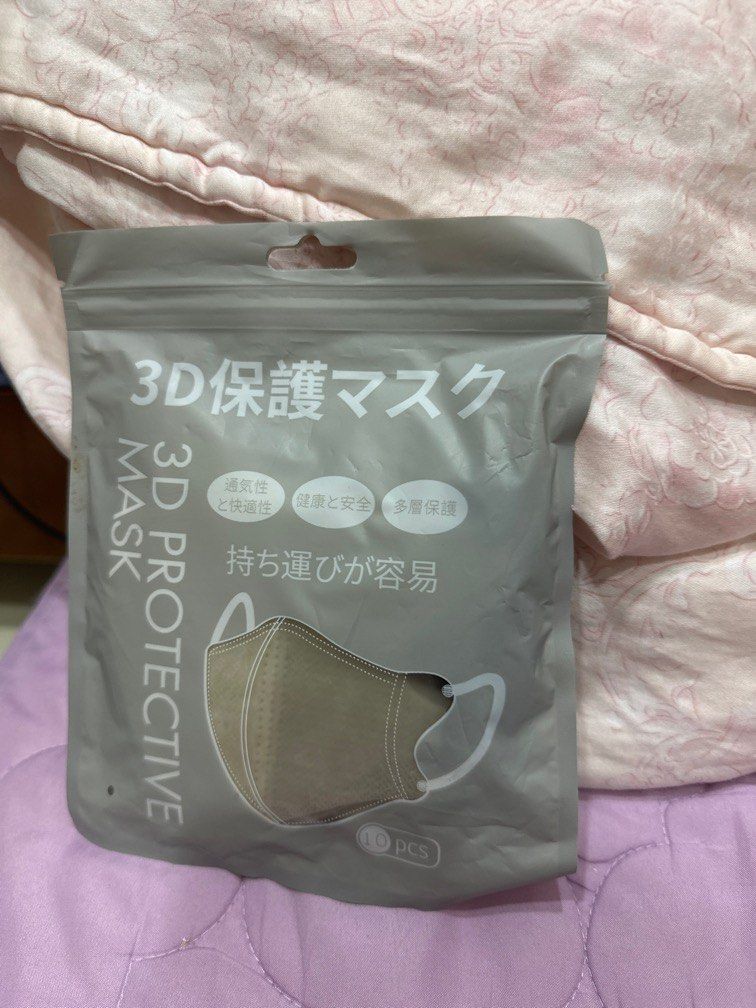 3D保護マスク
3D PROTECTIVE
MASK
通気性
と快適性
健康と安全
多層保護
持ち運びが容易
10 pcs